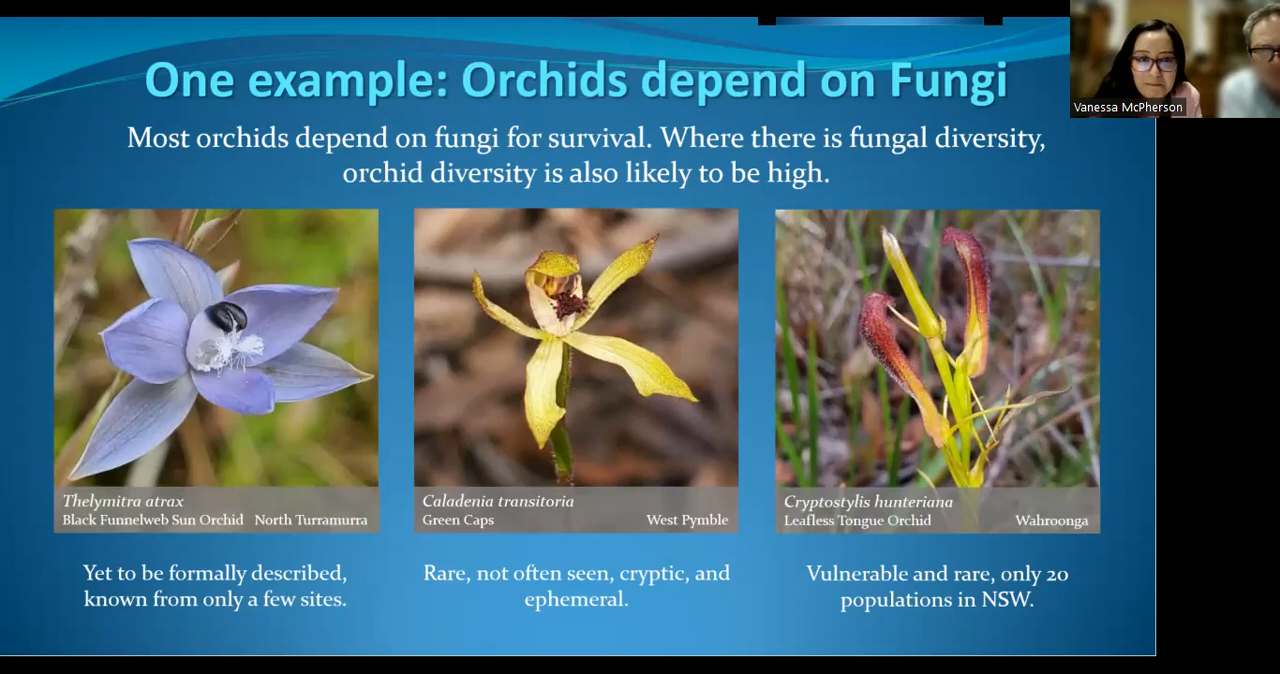 One example: Orchids depend on Fungi
Vanessa McPherson
Most orchids depend on fungi for survival. Where there is fungal diversity,
orchid diversity is also likely to be high.
Thelymitra atrax
Black Funnelweb Sun Orchid North Turramurra
Caladenia transitoria
Green Caps West Pymble
Cryptostylis hunteriana
Leafless Tongue Orchid Wahroonga
Yet to be formally described,
known from only a few sites.
Rare, not often seen, cryptic, and
ephemeral.
Vulnerable and rare, only 20
populations in NSW.